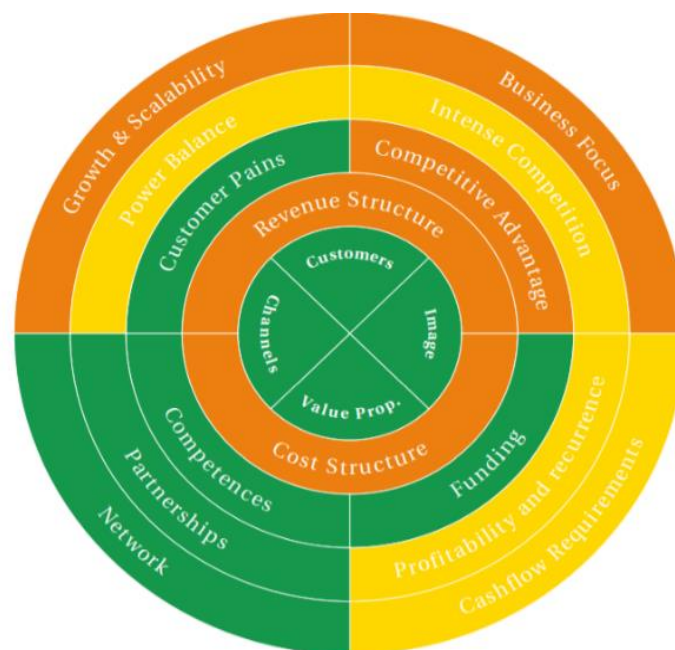 Growth & Scalability
Business Focus
Power Balance
Intense Competition
Customer Pains
Competitive Advantage
Revenue Structure
Customers
Channels
Image
Value Prop.
Cost Structure
Competences
Funding
Partnerships
Profitability and recurrence
Network
Cashflow Requirements